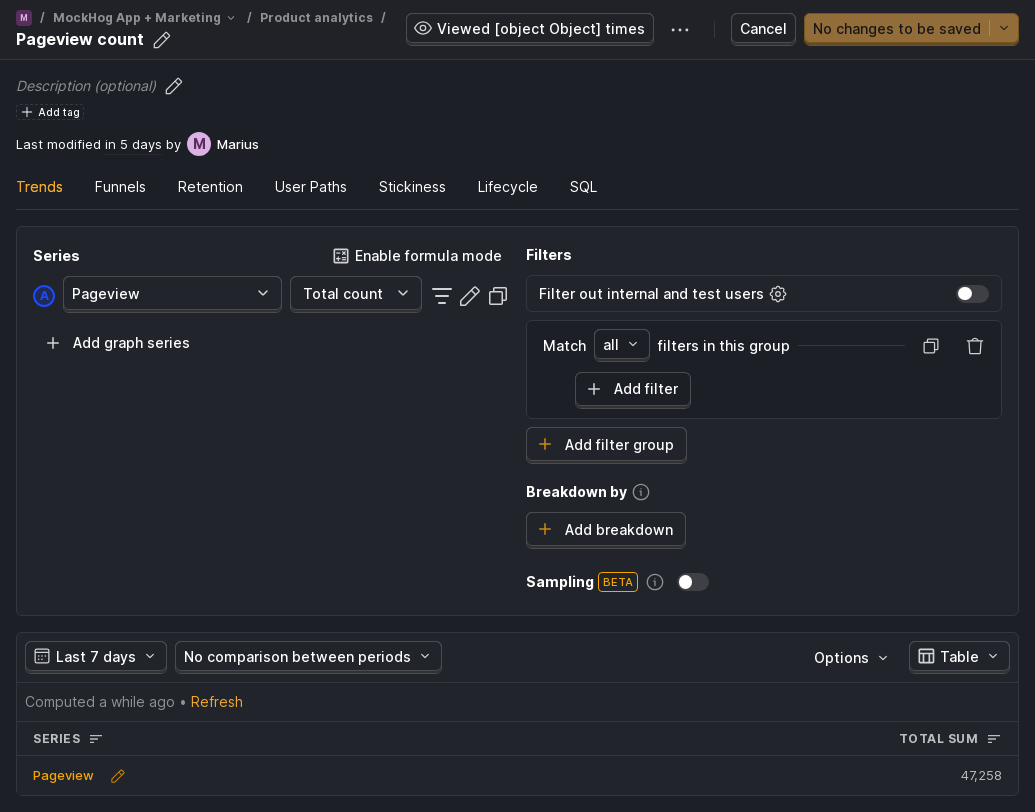 M / MockHog App + Marketing / Product analytics /
Pageview count
Viewed [object Object] times
Cancel
No changes to be saved
Description (optional)
Add tag
Last modified in 5 days by M Marius
Trends Funnels Retention User Paths Stickiness Lifecycle SQL
Series
Enable formula mode
A Pageview Total count
Add graph series
Filters
Filter out internal and test users
Match all filters in this group
Add filter
Add filter group
Breakdown by
Add breakdown
Sampling BETA
Last 7 days No comparison between periods Options Table
Computed a while ago • Refresh
SERIES TOTAL SUM
Pageview 47,258